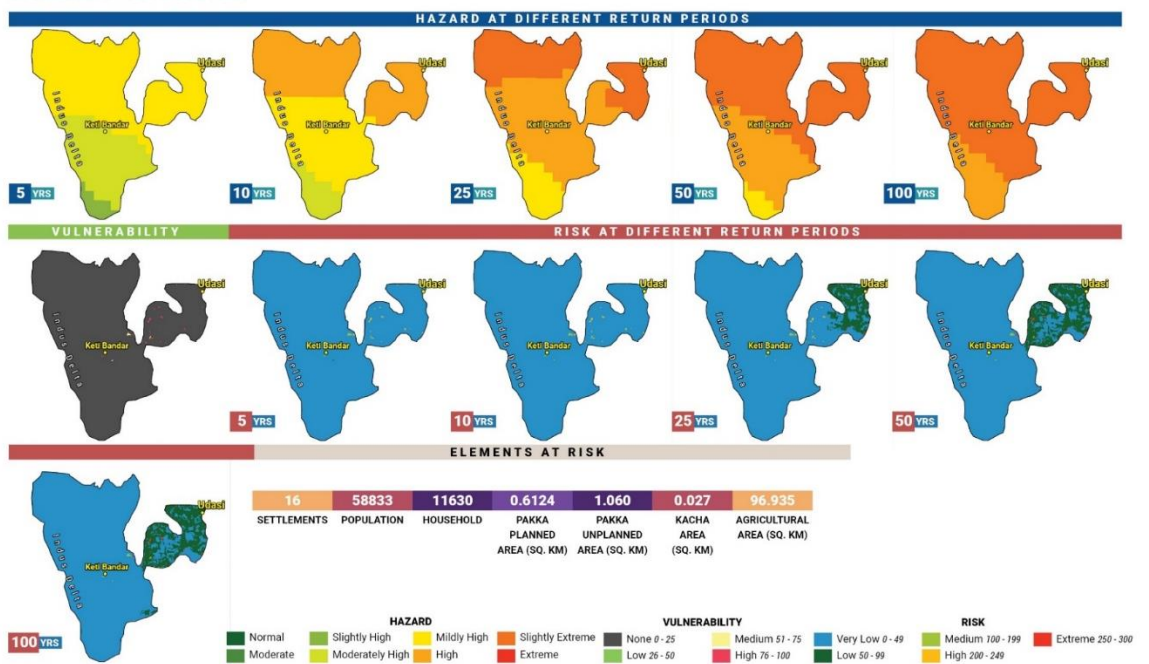 HAZARD AT DIFFERENT RETURN PERIODS
Udasi
Indus Delta
Keti Bandar
5 YRS
Udasi
Indus Delta
Keti Bandar
10 YRS
Udasi
Indus Delta
Keti Bandar
25 YRS
Udasi
Indus Delta
Keti Bandar
50 YRS
Udasi
Indus Delta
Keti Bandar
100 YRS
VULNERABILITY
RISK AT DIFFERENT RETURN PERIODS
Udasi
Indus Delta
Keti Bandar
Udasi
Indus Delta
Keti Bandar
5 YRS
Udasi
Indus Delta
Keti Bandar
10 YRS
Udasi
Indus Delta
Keti Bandar
25 YRS
Udasi
Indus Delta
Keti Bandar
50 YRS
ELEMENTS AT RISK
Udasi
Indus Delta
Keti Bandar
100 YRS
16 58833 11630 0.6124 1.060 0.027 96.935
SETTLEMENTS POPULATION HOUSEHOLD PAKKA PAKKA KACHA AGRICULTURAL
PLANNED UNPLANNED AREA AREA (SQ. KM)
AREA (SQ. KM) AREA (SQ. KM) (SQ. KM)
HAZARD VULNERABILITY RISK
Normal Slightly High Mildly High Slightly Extreme None 0 - 25 Medium 51 - 75 Very Low 0 - 49 Medium 100 - 199 Extreme 250 - 300
Moderate Moderately High High Extreme Low 26 - 50 High 76 - 100 Low 50 - 99 High 200 - 249